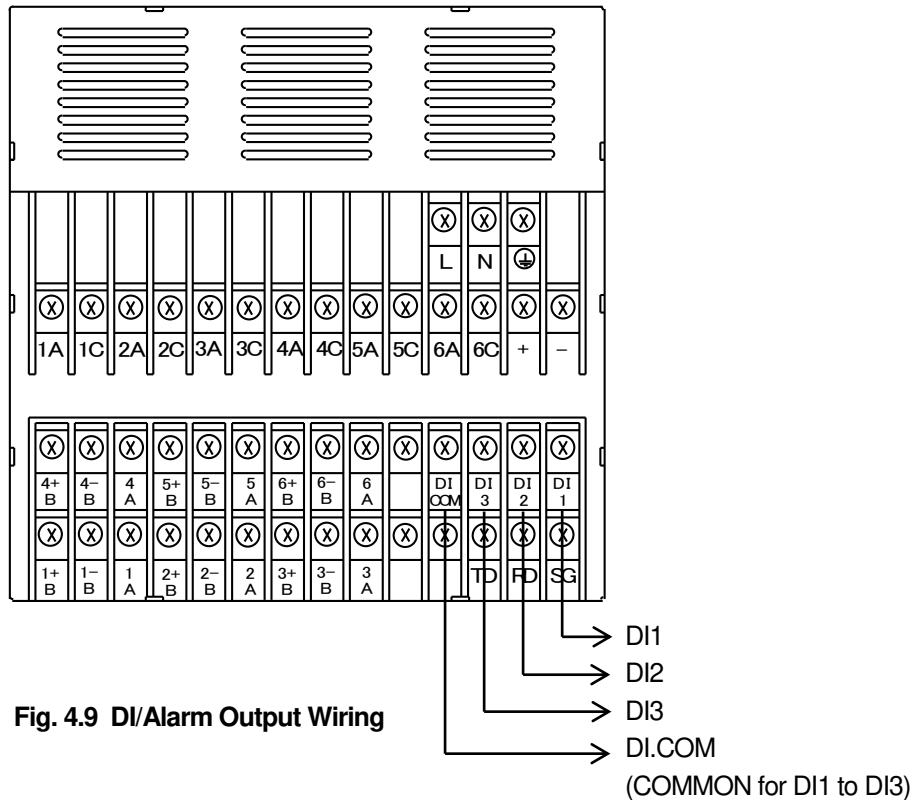 L N
1A 1C 2A 2C 3A 3C 4A 4C 5A 5C 6A 6C + −
4+ 4− 4 5+ 5− 5 6+ 6− 6 DI DI DI DI
B B A B B A B B A COM 3 2 1
1+ 1− 1 2+ 2− 2 3+ 3− 3 TD RD SG
B B A B B A B B A
DI1
DI2
DI3
DI.COM
(COMMON for DI1 to DI3)
Fig. 4.9 DI/Alarm Output Wiring